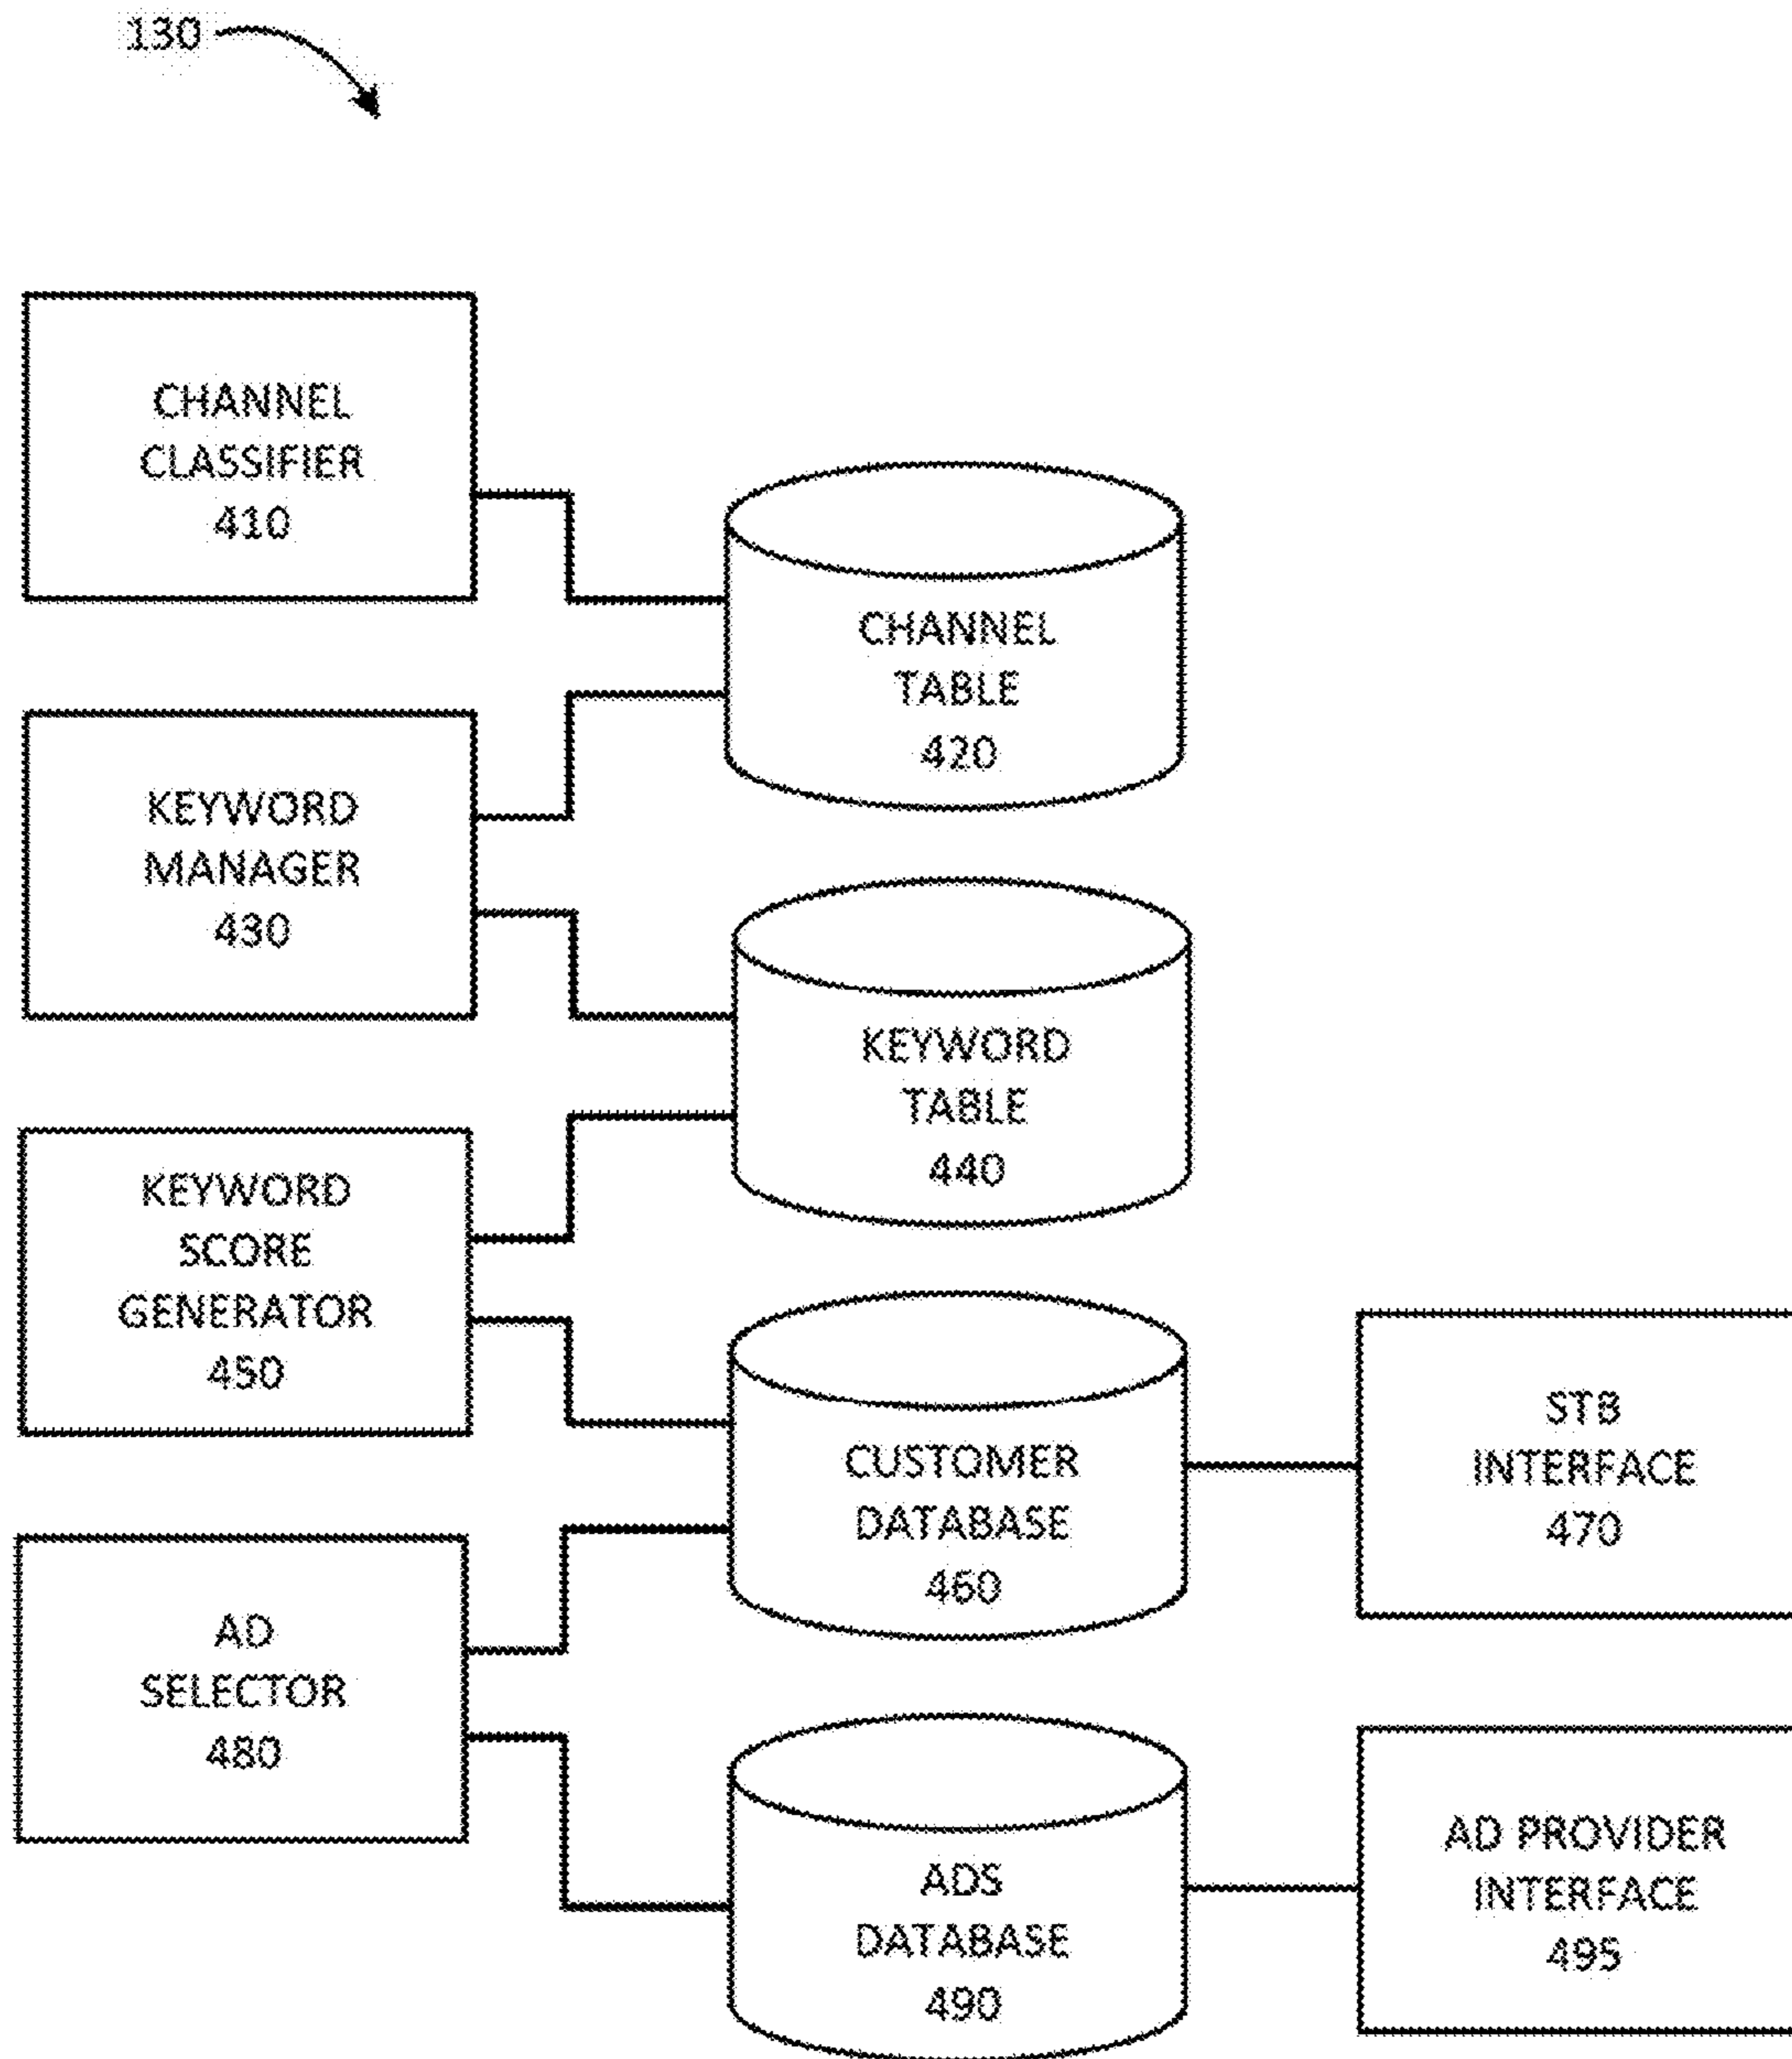 130
CHANNEL
CLASSIFIER
410
CHANNEL
TABLE
420
KEYWORD
MANAGER
430
KEYWORD
TABLE
440
KEYWORD
SCORE
GENERATOR
450
CUSTOMER
DATABASE
460
STB
INTERFACE
470
AD
SELECTOR
480
ADS
DATABASE
490
AD PROVIDER
INTERFACE
495